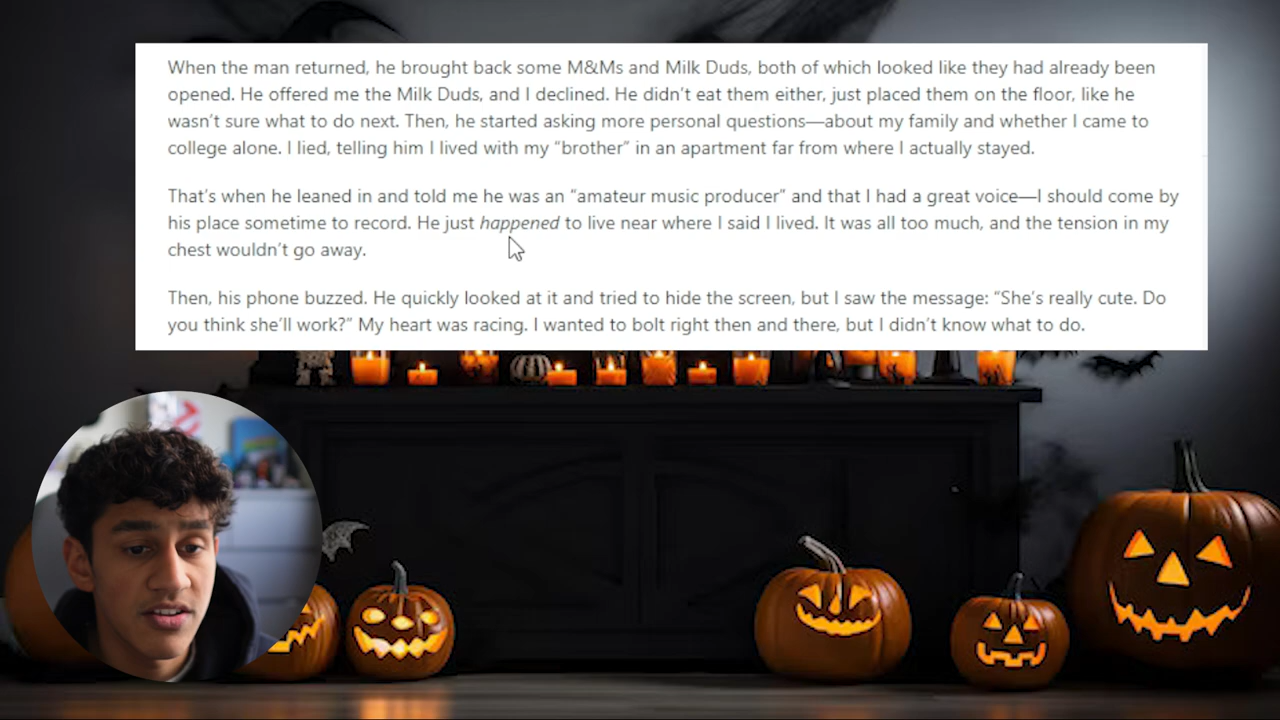 When the man returned, he brought back some M&Ms and Milk Duds, both of which looked like they had already been
opened. He offered me the Milk Duds, and I declined. He didn’t eat them either, just placed them on the floor, like he
wasn’t sure what to do next. Then, he started asking more personal questions—about my family and whether I came to
college alone. I lied, telling him I lived with my “brother” in an apartment far from where I actually stayed.
That’s when he leaned in and told me he was an “amateur music producer” and that I had a great voice—I should come by
his place sometime to record. He just happened to live near where I said I lived. It was all too much, and the tension in my
chest wouldn’t go away.
Then, his phone buzzed. He quickly looked at it and tried to hide the screen, but I saw the message: “She’s really cute. Do
you think she’ll work?” My heart was racing. I wanted to bolt right then and there, but I didn’t know what to do.